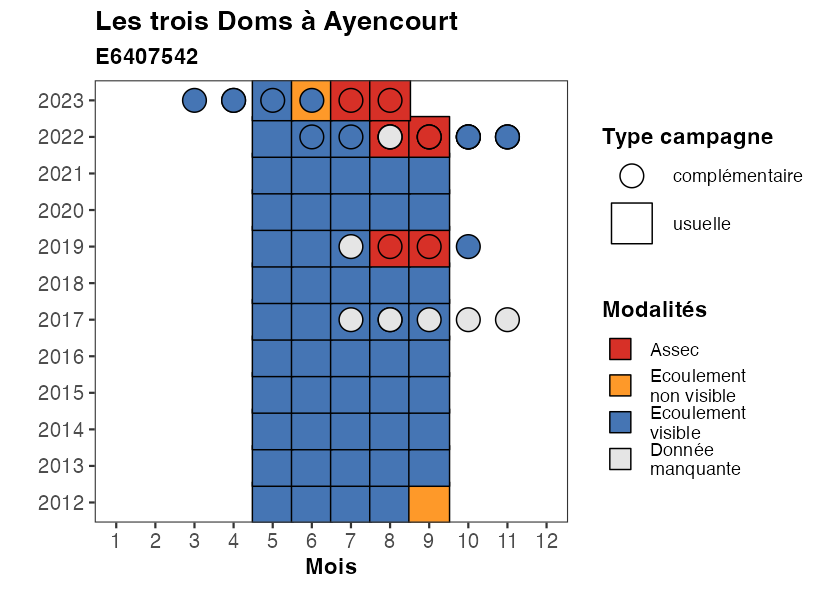 Les trois Doms à Ayencourt
E6407542
2023
2022
2021
2020
2019
2018
2017
2016
2015
2014
2013
2012
1 2 3 4 5 6 7 8 9 10 11 12
Mois
Type campagne
complémentaire
usuelle
Modalités
Assec
Ecoulement
non visible
Ecoulement
visible
Donnée
manquante